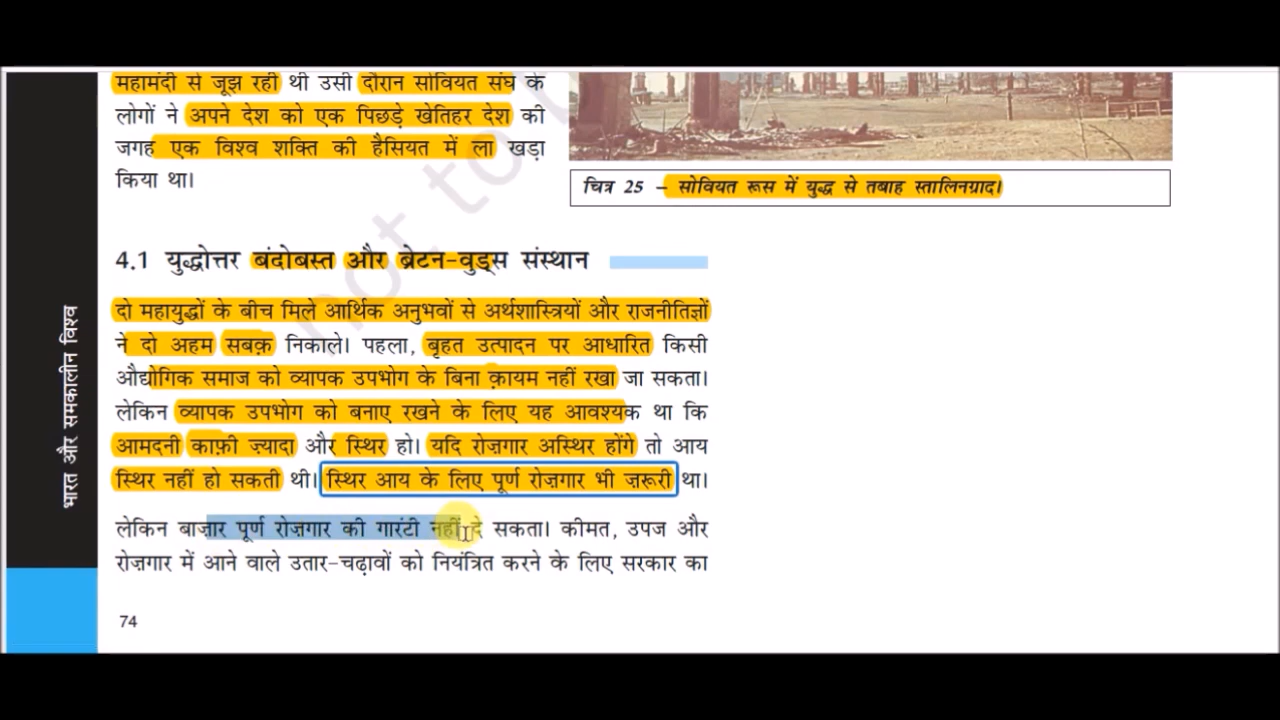 महामंदी से जूझ रही थी उसी दौरान सोवियत संघ के
लोगों ने अपने देश को एक पिछड़े खेतिहर देश की
जगह एक विश्व शक्ति की हैसियत में ला खड़ा
किया था।
चित्र 25 – सोवियत रूस में युद्ध से तबाह स्तालिनग्राद।
not to
4.1 युद्धोत्तर बंदोबस्त और ब्रेटन-वुड्स संस्थान
दो महायुद्धों के बीच मिले आर्थिक अनुभवों से अर्थशास्त्रियों और राजनीतिज्ञों
ने दो अहम सबक़ निकाले। पहला, बृहत उत्पादन पर आधारित किसी
औद्योगिक समाज को व्यापक उपभोग के बिना क़ायम नहीं रखा जा सकता।
लेकिन व्यापक उपभोग को बनाए रखने के लिए यह आवश्यक था कि
आमदनी काफ़ी ज़्यादा और स्थिर हो। यदि रोज़गार अस्थिर होंगे तो आय
स्थिर नहीं हो सकती थी। स्थिर आय के लिए पूर्ण रोज़गार भी ज़रूरी था।
लेकिन बाज़ार पूर्ण रोज़गार की गारंटी नहीं दे सकता। कीमत, उपज और
रोज़गार में आने वाले उतार-चढ़ावों को नियंत्रित करने के लिए सरकार का
74
भारत और समकालीन विश्व